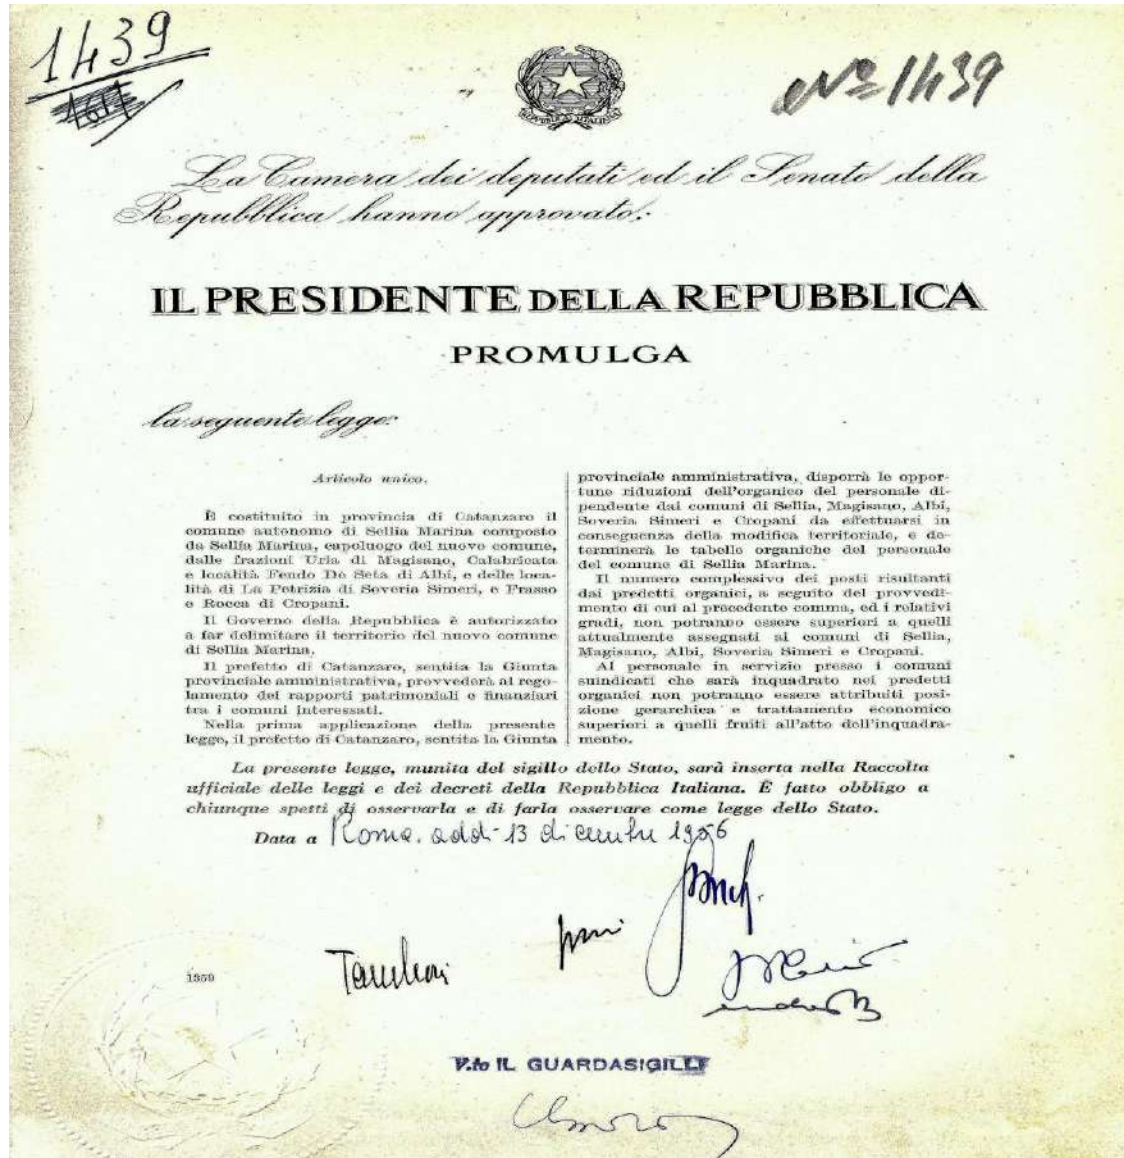 1439
Nº 1439
REPVBBLICA ITALIANA
La Camera dei deputati ed il Senato della
Repubblica hanno approvato:
IL PRESIDENTE DELLA REPUBBLICA
PROMULGA
la seguente legge:
Articolo unico.
È costituito in provincia di Catanzaro il
comune autonomo di Sellia Marina composto
da Sellia Marina, capoluogo del nuovo comune,
dalle frazioni Uria di Magisano, Calabricata
e località Feudo De Seta di Albi, e delle loca-
lità di La Petrizia di Soveria Simeri, e Frasso
e Rocca di Cropani.
Il Governo della Repubblica è autorizzato
a far delimitare il territorio del nuovo comune
di Sellia Marina.
Il prefetto di Catanzaro, sentita la Giunta
provinciale amministrativa, provvederà al rego-
lamento dei rapporti patrimoniali e finanziari
tra i comuni interessati.
Nella prima applicazione della presente
legge, il prefetto di Catanzaro, sentita la Giunta
provinciale amministrativa, disporrà le oppor-
tune riduzioni dell'organico del personale di-
pendente dai comuni di Sellia, Magisano, Albi,
Soveria Simeri e Cropani da effettuarsi in
conseguenza della modifica territoriale, e de-
terminerà le tabelle organiche del personale
del comune di Sellia Marina.
Il numero complessivo dei posti risultanti
dai predetti organici, a seguito del provvedi-
mento di cui al precedente comma, ed i relativi
gradi, non potranno essere superiori a quelli
attualmente assegnati ai comuni di Sellia,
Magisano, Albi, Soveria Simeri e Cropani.
Al personale in servizio presso i comuni
suindicati che sarà inquadrato nei predetti
organici non potranno essere attribuiti posi-
zione gerarchica e trattamento economico
superiori a quelli fruiti all'atto dell'inquadra-
mento.
La presente legge, munita del sigillo dello Stato, sarà inserta nella Raccolta
ufficiale delle leggi e dei decreti della Repubblica Italiana. È fatto obbligo a
chiunque spetti di osservarla e di farla osservare come legge dello Stato.
Data a Roma, addì 13 dicembre 1956
Tambroni
1359
V.to IL GUARDASIGILLI